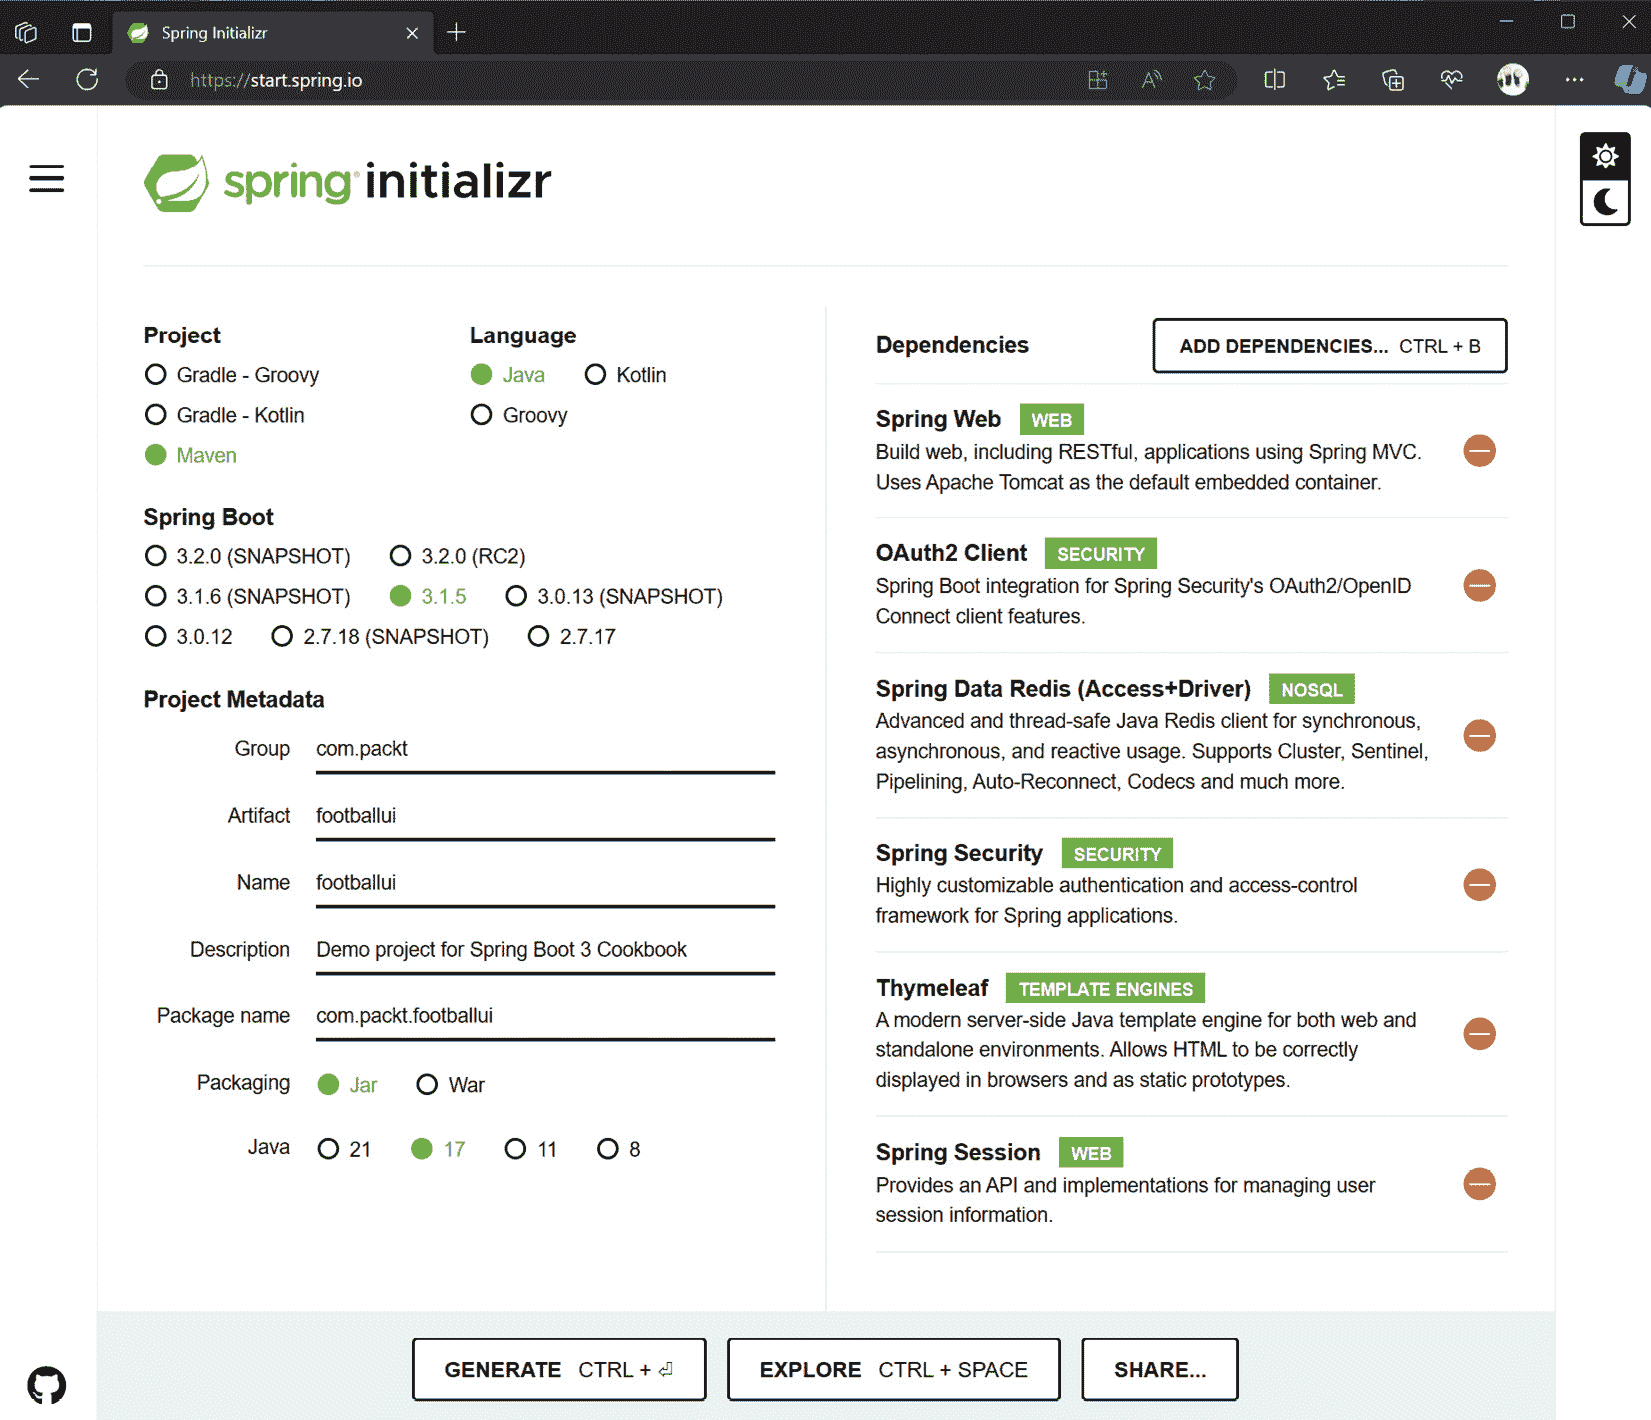 Spring Initializr
https://start.spring.io
spring® initializr
Project
Gradle - Groovy
Gradle - Kotlin
Maven
Language
Java Kotlin
Groovy
Spring Boot
3.2.0 (SNAPSHOT) 3.2.0 (RC2)
3.1.6 (SNAPSHOT) 3.1.5 3.0.13 (SNAPSHOT)
3.0.12 2.7.18 (SNAPSHOT) 2.7.17
Project Metadata
Group com.packt
Artifact footballui
Name footballui
Description Demo project for Spring Boot 3 Cookbook
Package name com.packt.footballui
Packaging Jar War
Java 21 17 11 8
Dependencies ADD DEPENDENCIES... CTRL + B
Spring Web WEB
Build web, including RESTful, applications using Spring MVC.
Uses Apache Tomcat as the default embedded container.
OAuth2 Client SECURITY
Spring Boot integration for Spring Security's OAuth2/OpenID
Connect client features.
Spring Data Redis (Access+Driver) NOSQL
Advanced and thread-safe Java Redis client for synchronous,
asynchronous, and reactive usage. Supports Cluster, Sentinel,
Pipelining, Auto-Reconnect, Codecs and much more.
Spring Security SECURITY
Highly customizable authentication and access-control
framework for Spring applications.
Thymeleaf TEMPLATE ENGINES
A modern server-side Java template engine for both web and
standalone environments. Allows HTML to be correctly
displayed in browsers and as static prototypes.
Spring Session WEB
Provides an API and implementations for managing user
session information.
GENERATE CTRL + ⏎ EXPLORE CTRL + SPACE SHARE...